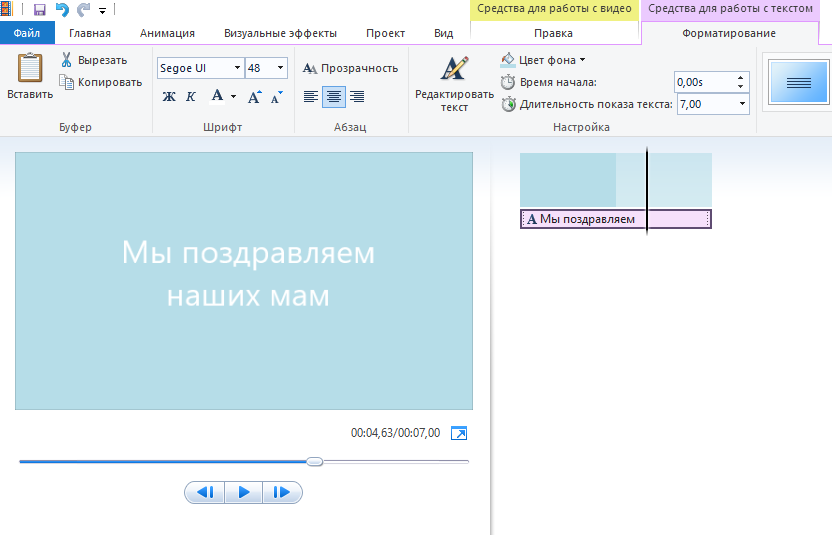 Средства для работы с видео
Средства для работы с текстом
Файл
Главная
Анимация
Визуальные эффекты
Проект
Вид
Правка
Форматирование
Вставить
Вырезать
Копировать
Буфер
Segoe UI
48
Ж К А А А
Шрифт
АА Прозрачность
Абзац
Редактировать
текст
Цвет фона
Время начала:
0,00s
Длительность показа текста:
7,00
Настройка
Мы поздравляем
наших мам
00:04,63/00:07,00
А Мы поздравляем